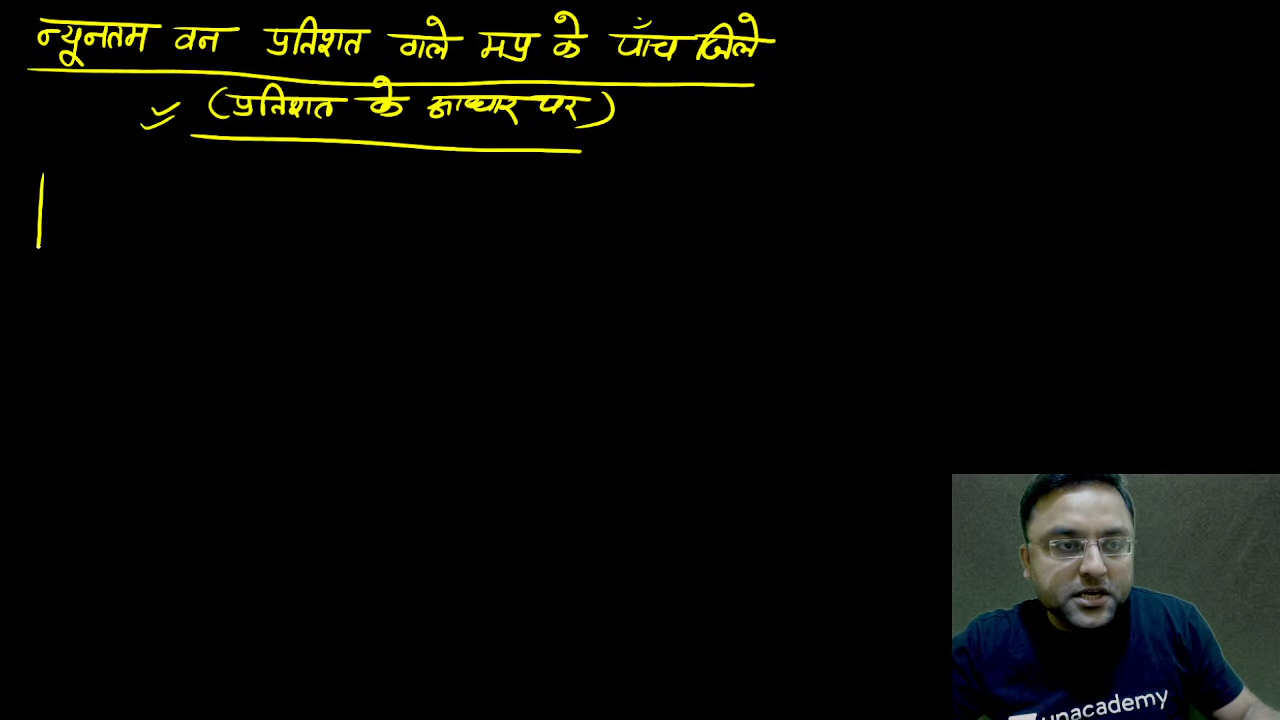 न्यूनतम वन प्रतिशत वाले मप्र के पाँच जिले
(प्रतिशत के आधार पर)
unacademy